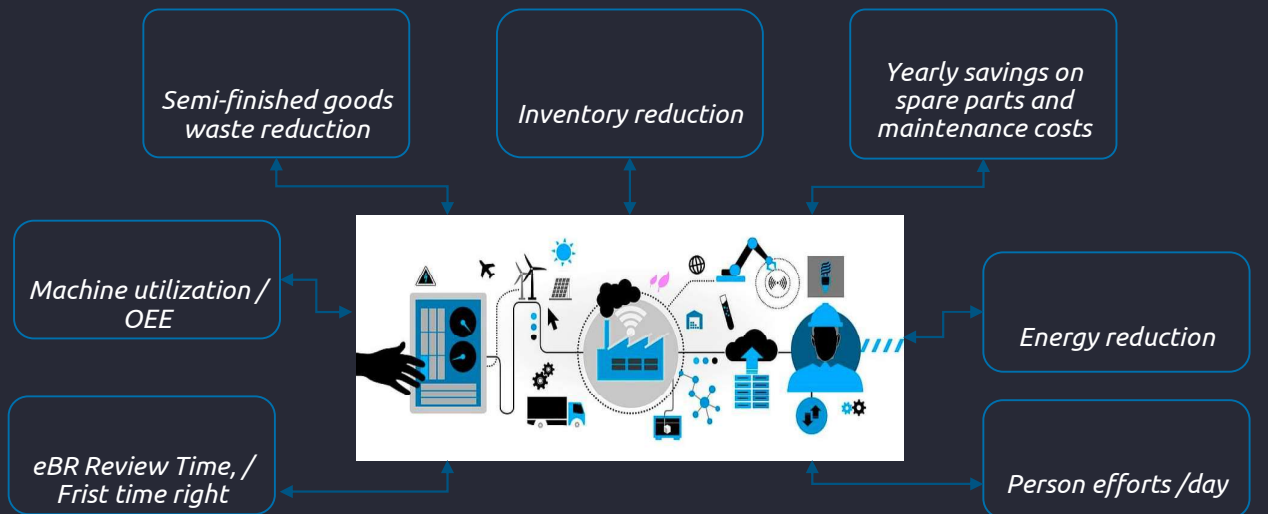 Semi-finished goods
waste reduction
Inventory reduction
Yearly savings on
spare parts and
maintenance costs
Machine utilization /
OEE
Energy reduction
eBR Review Time, /
Frist time right
Person efforts /day